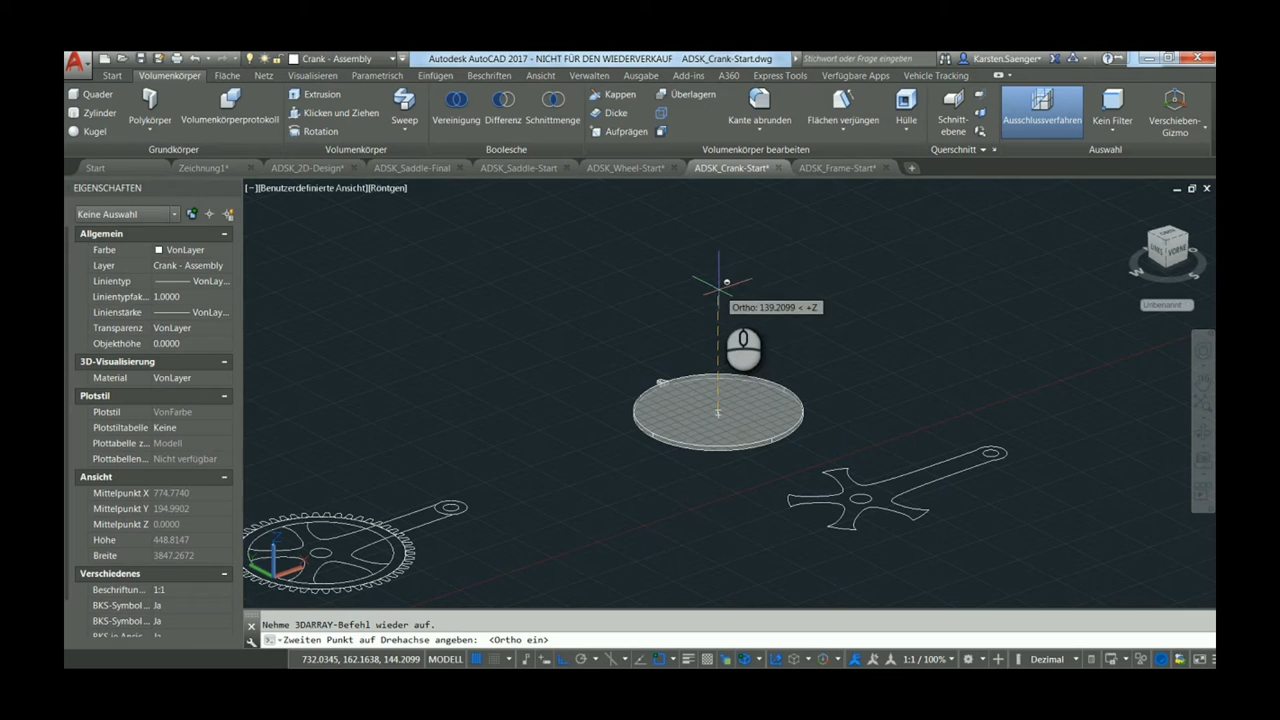 Crank - Assembly
Autodesk AutoCAD 2017 - NICHT FÜR DEN WIEDERVERKAUF ADSK_Crank-Start.dwg
Stichwort oder Frage eingeben
Karsten.Saenger
Start Volumenkörper Fläche Netz Visualisieren Parametrisch Einfügen Beschriften Ansicht Verwalten Ausgabe Add-ins A360 Express Tools Verfügbare Apps Vehicle Tracking
Quader
Zylinder
Kugel
Polykörper
Volumenkörperprotokoll
Grundkörper
Extrusion
Klicken und Ziehen
Rotation
Sweep
Volumenkörper
Vereinigung
Differenz
Schnittmenge
Boolesche
Kappen
Dicke
Aufprägen
Überlagern
Kante abrunden
Flächen verjüngen
Hülle
Volumenkörper bearbeiten
Schnitt-
ebene
Querschnitt
Ausschlussverfahren
Kein Filter
Verschieben-
Gizmo
Auswahl
Start Zeichnung1* ADSK_2D-Design* ADSK_Saddle-Final ADSK_Saddle-Start ADSK_Wheel-Start* ADSK_Crank-Start* ADSK_Frame-Start*
EIGENSCHAFTEN
[−][Benutzerdefinierte Ansicht][Röntgen]
Keine Auswahl
Allgemein
Farbe VonLayer
Layer Crank - Assembly
Linientyp VonLay...
Linientypfak... 1.0000
Linienstärke VonLay...
Transparenz VonLayer
Objekthöhe 0.0000
3D-Visualisierung
Material VonLayer
Plotstil
Plotstil VonFarbe
Plotstiltabelle Keine
Plottabelle z... Modell
Plottabellen... Nicht verfügbar
Ansicht
Mittelpunkt X 774.7740
Mittelpunkt Y 194.9902
Mittelpunkt Z 0.0000
Höhe 448.8147
Breite 3847.2672
Verschiedenes
Beschriftun... 1:1
BKS-Symbol... Ja
BKS-Symbol... Ja
Ortho: 139.2099 < +Z
LINKS VORNE
W S
Unbenannt
Z
Nehme 3DARRAY-Befehl wieder auf.
Zweiten Punkt auf Drehachse angeben: <Ortho ein>
732.0345, 162.1638, 144.2099 MODELL 1:1 / 100% Dezimal